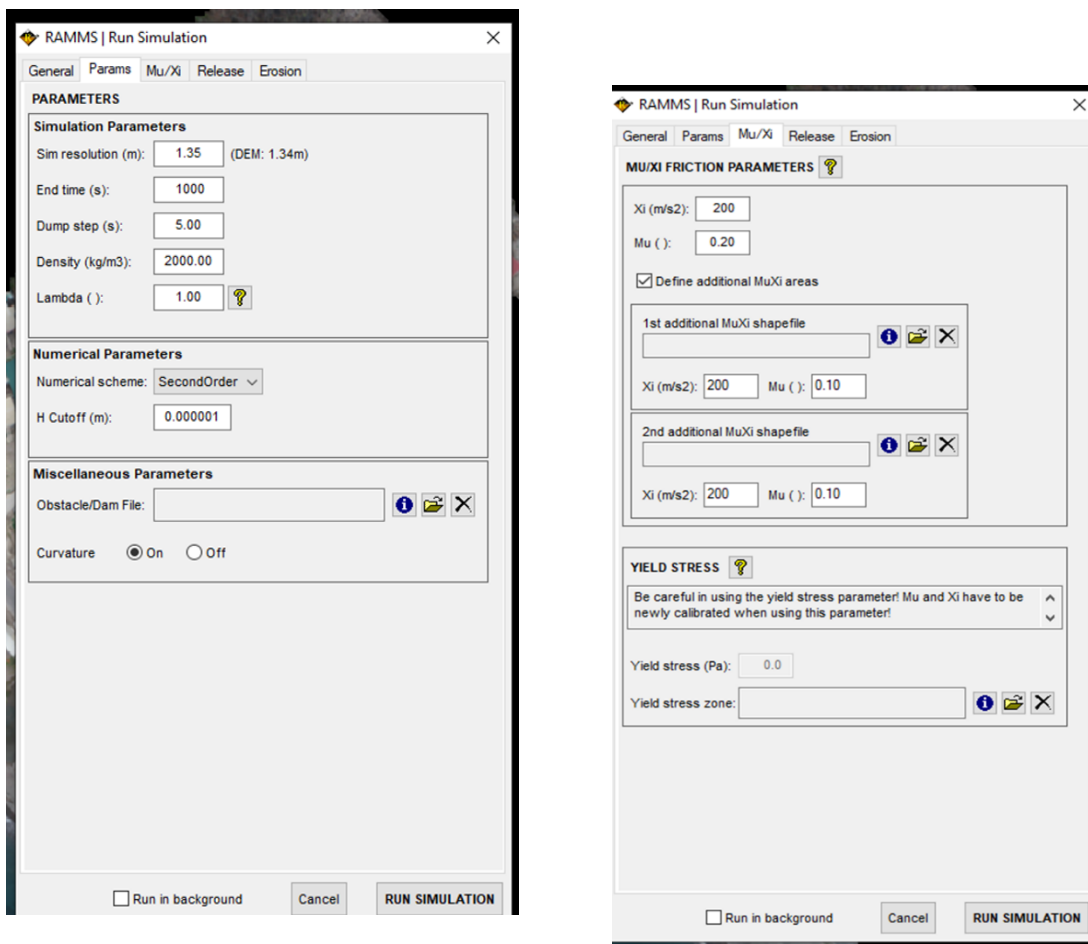 RAMMS | Run Simulation
General Params Mu/Xi Release Erosion
PARAMETERS
Simulation Parameters
Sim resolution (m): 1.35 (DEM: 1.34m)
End time (s): 1000
Dump step (s): 5.00
Density (kg/m3): 2000.00
Lambda ( ): 1.00
Numerical Parameters
Numerical scheme: SecondOrder
H Cutoff (m): 0.000001
Miscellaneous Parameters
Obstacle/Dam File:
Curvature On Off
Run in background Cancel RUN SIMULATION
RAMMS | Run Simulation
General Params Mu/Xi Release Erosion
MU/XI FRICTION PARAMETERS
Xi (m/s2): 200
Mu ( ): 0.20
Define additional MuXi areas
1st additional MuXi shapefile
Xi (m/s2): 200 Mu ( ): 0.10
2nd additional MuXi shapefile
Xi (m/s2): 200 Mu ( ): 0.10
YIELD STRESS
Be careful in using the yield stress parameter! Mu and Xi have to be
newly calibrated when using this parameter!
Yield stress (Pa): 0.0
Yield stress zone:
Run in background Cancel RUN SIMULATION